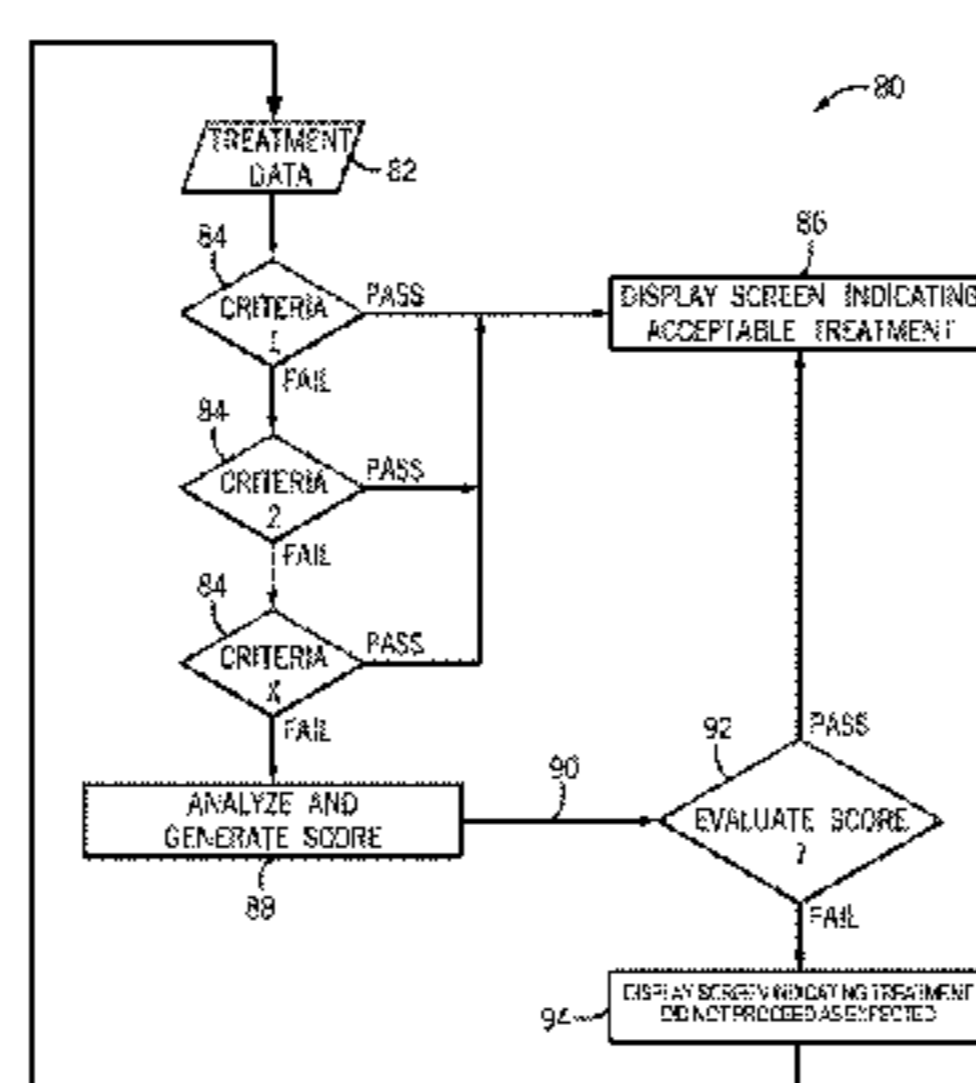 80
TREATMENT
DATA
82
84
CRITERIA
1
PASS
FAIL
86
DISPLAY SCREEN INDICATING
ACCEPTABLE TREATMENT
84
CRITERIA
2
PASS
FAIL
84
CRITERIA
X
PASS
FAIL
ANALYZE AND
GENERATE SCORE
88
90
92
EVALUATE SCORE
?
PASS
FAIL
94
DISPLAY SCREEN INDICATING TREATMENT
DID NOT PROCEED AS EXPECTED